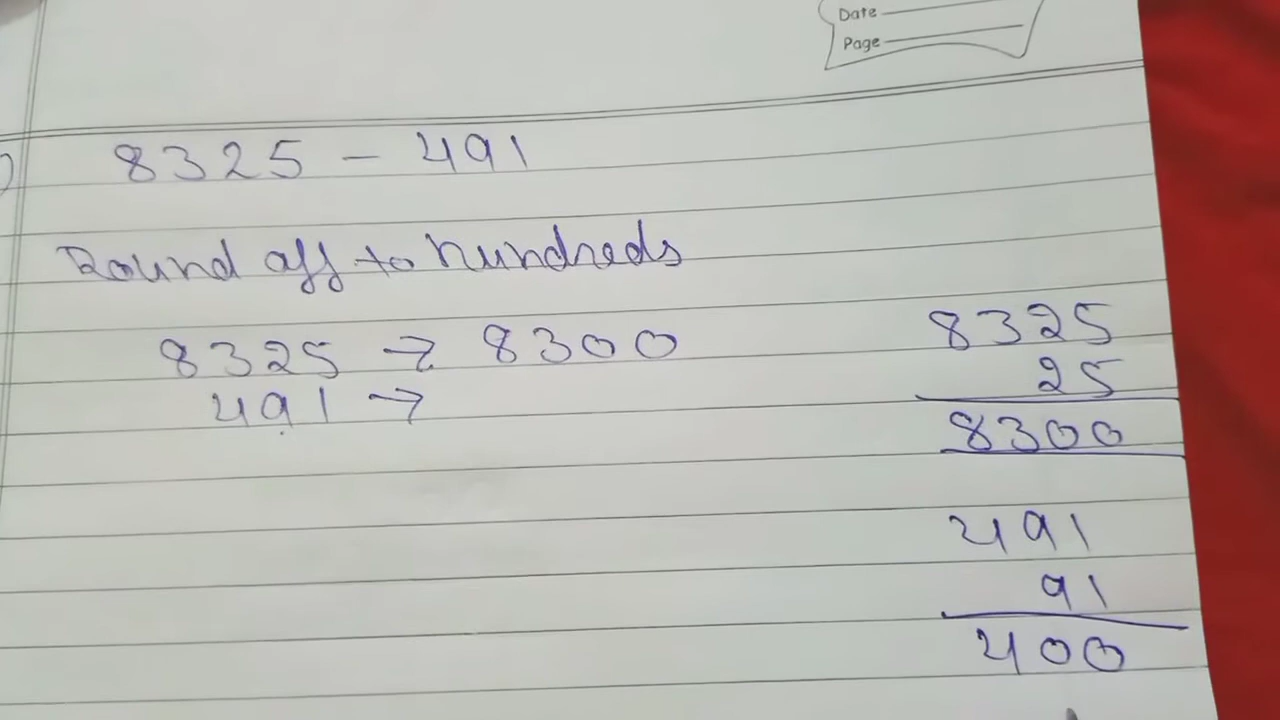 Date
Page
) 8325 - 491
Round off to hundreds
8325 → 8300
491 →
8325
25
8300
491
91
400